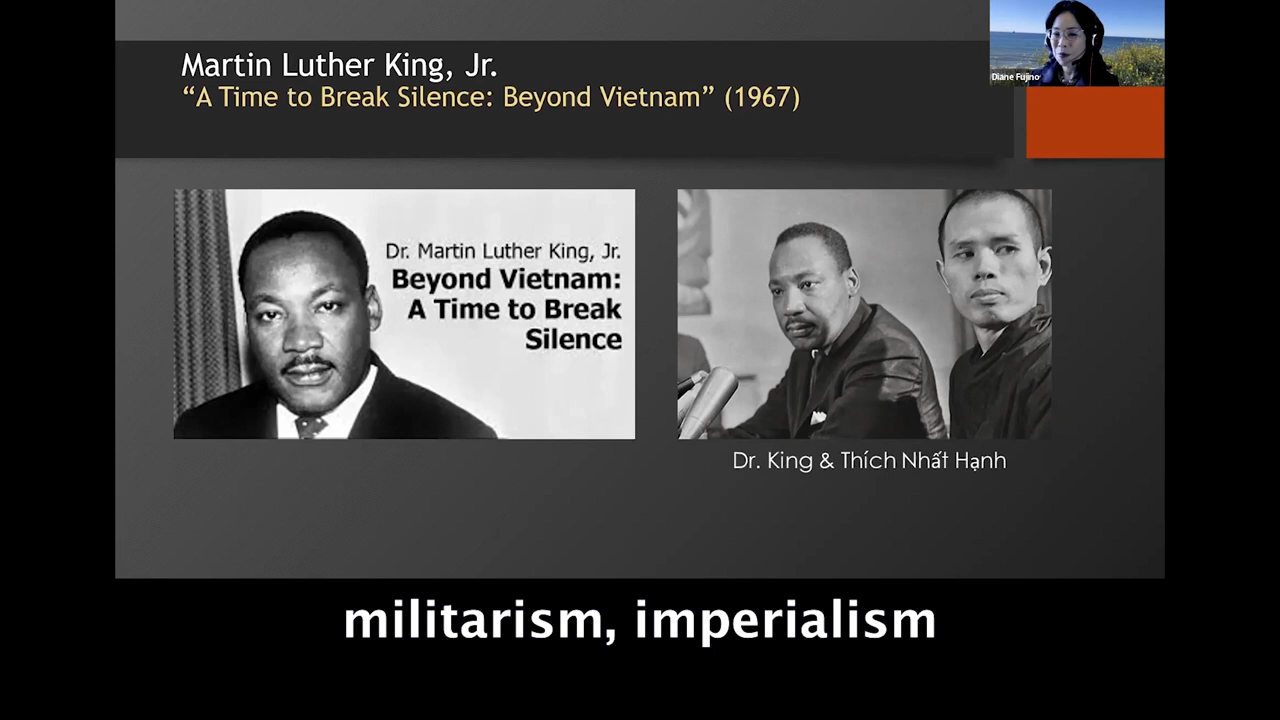 Martin Luther King, Jr.
“A Time to Break Silence: Beyond Vietnam” (1967)
Diane Fujino
Dr. Martin Luther King, Jr.
Beyond Vietnam:
A Time to Break
Silence
Dr. King & Thích Nhất Hạnh
militarism, imperialism